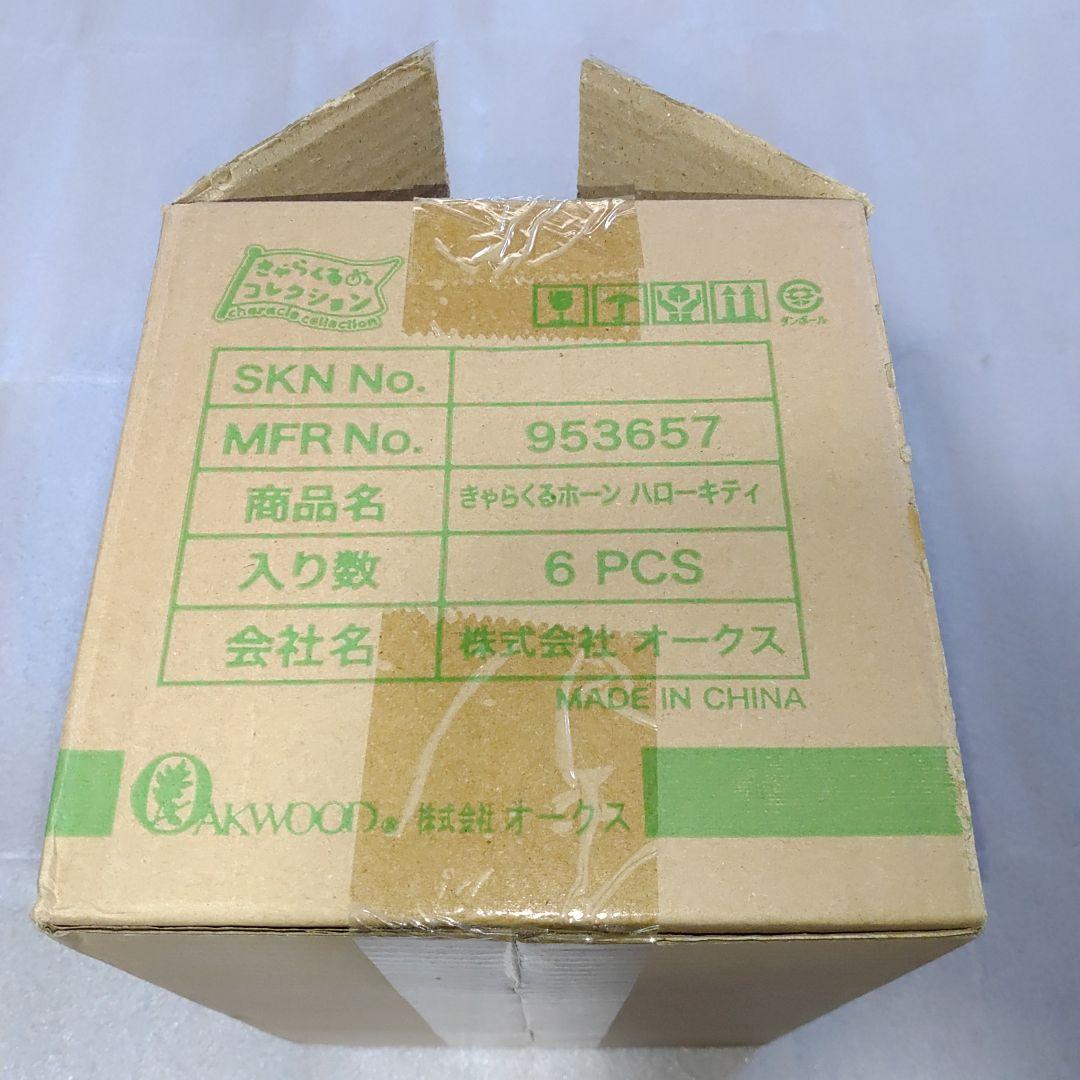 きゃらくるめ
コレクション
characle collection
ダンボール
SKN No.
MFR No. 953657
商品名 きゃらくるホーン ハローキティ
入り数 6 PCS
会社名 株式会社 オークス
MADE IN CHINA
OAKWOOD® 株式会社 オークス